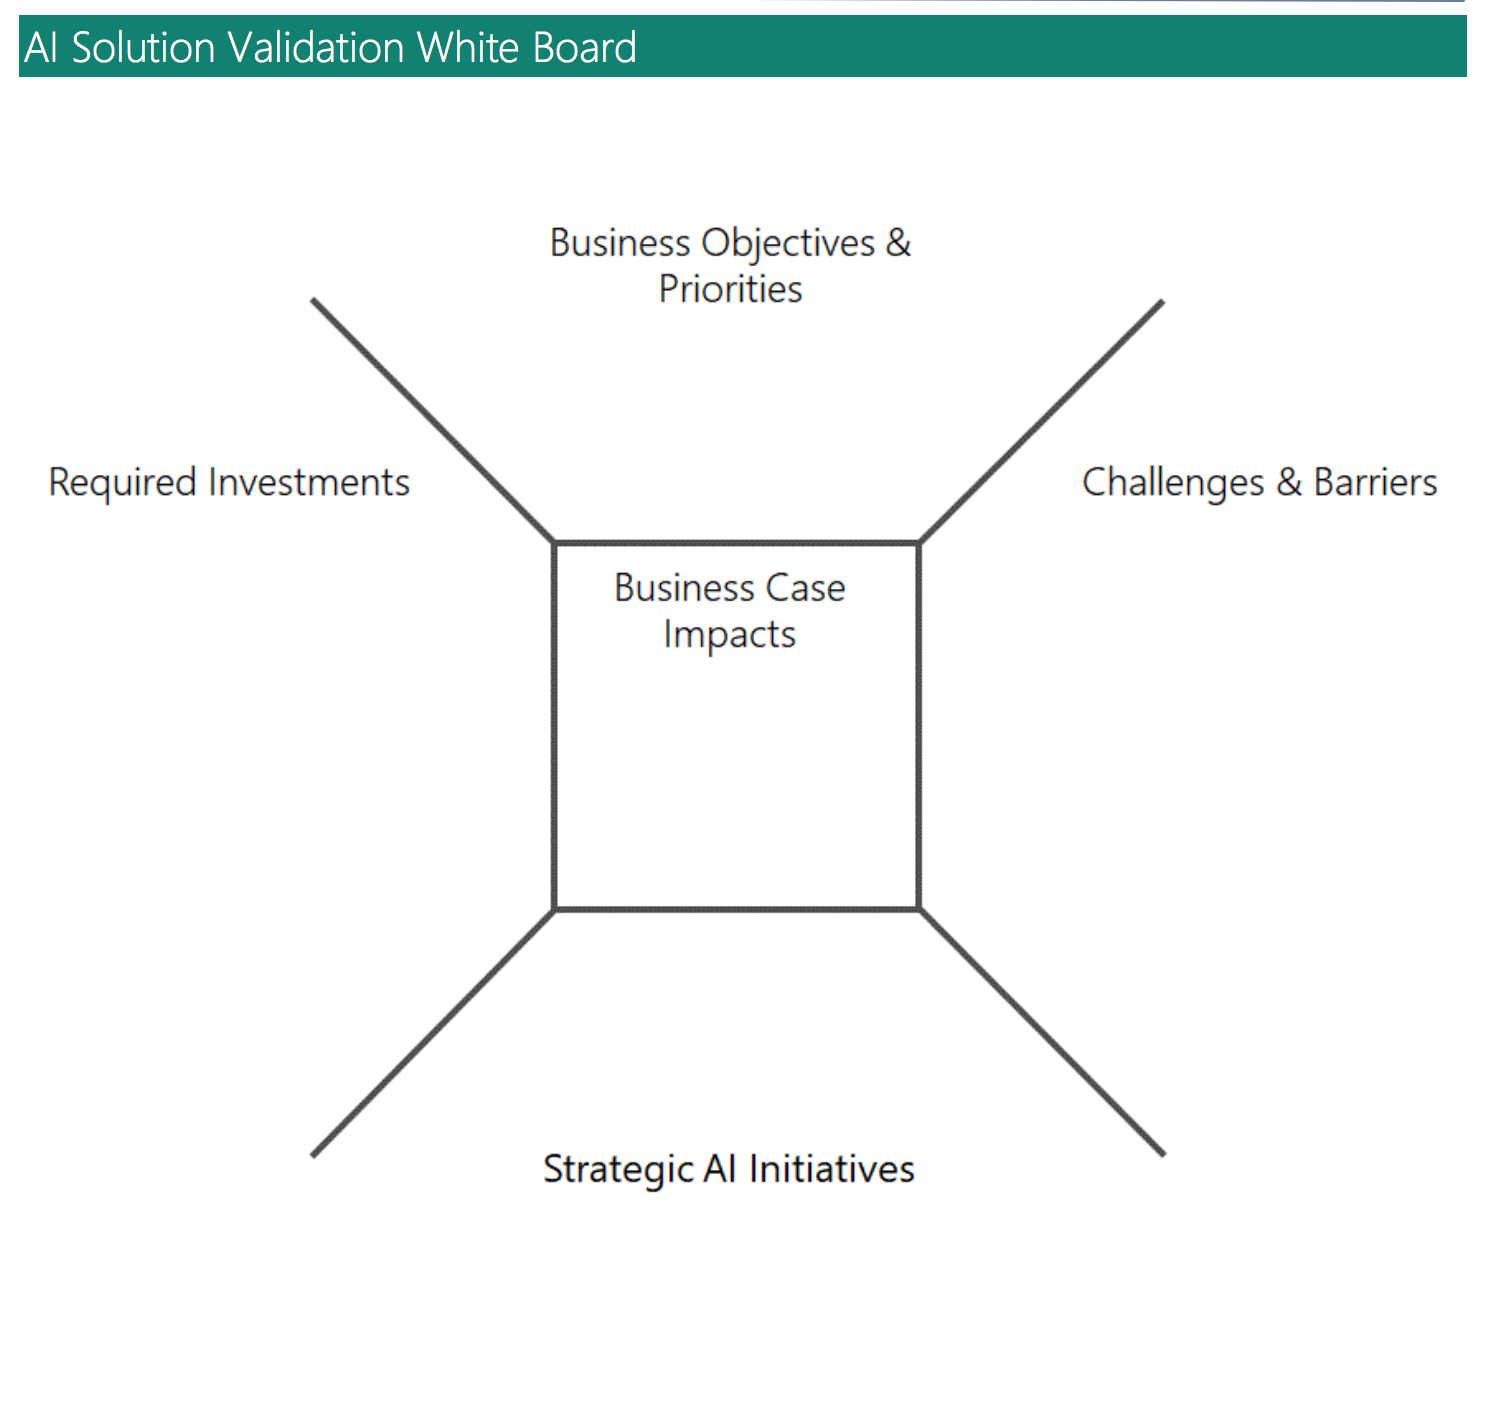 AI Solution Validation White Board
Business Objectives &
Priorities
Required Investments
Challenges & Barriers
Business Case
Impacts
Strategic AI Initiatives